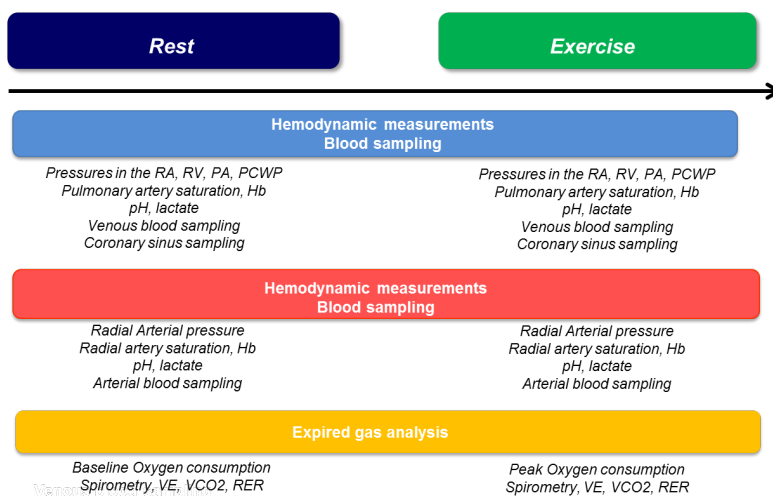 Rest
Exercise
Hemodynamic measurements
Blood sampling
Pressures in the RA, RV, PA, PCWP
Pulmonary artery saturation, Hb
pH, lactate
Venous blood sampling
Coronary sinus sampling
Pressures in the RA, RV, PA, PCWP
Pulmonary artery saturation, Hb
pH, lactate
Venous blood sampling
Coronary sinus sampling
Hemodynamic measurements
Blood sampling
Radial Arterial pressure
Radial artery saturation, Hb
pH, lactate
Arterial blood sampling
Radial Arterial pressure
Radial artery saturation, Hb
pH, lactate
Arterial blood sampling
Expired gas analysis
Baseline Oxygen consumption
Spirometry, VE, VCO2, RER
Peak Oxygen consumption
Spirometry, VE, VCO2, RER